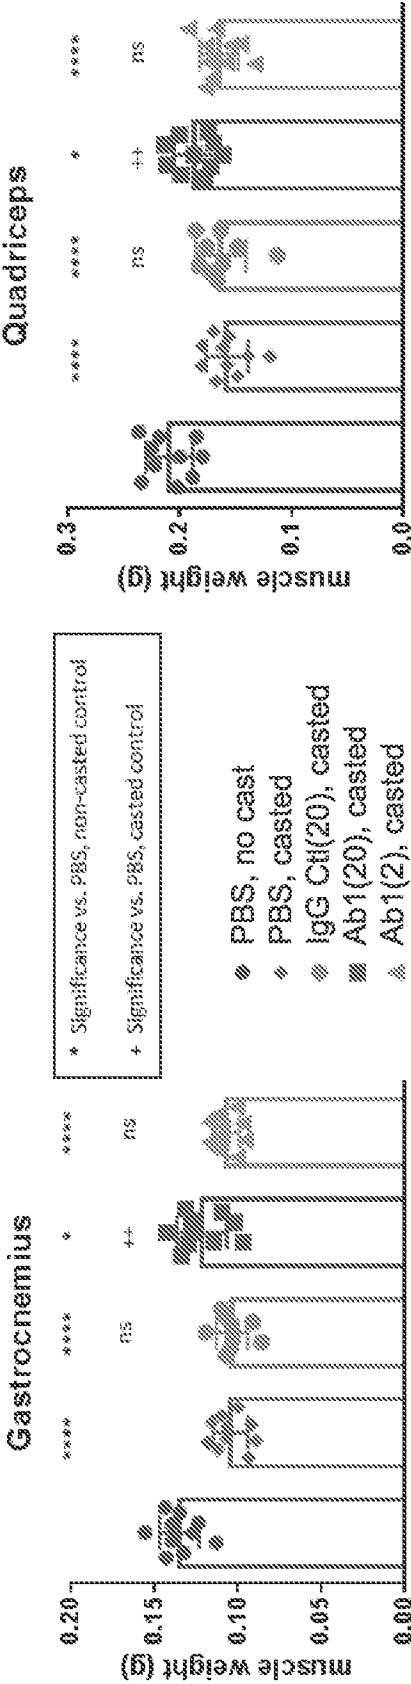 Gastrocnemius
muscle weight (g)
0.20
0.15
0.10
0.05
0.00
****
****
*
****
ns
++
ns
* Significance vs. PBS, non-casted control
+ Significance vs. PBS, casted control
PBS, no cast
PBS, casted
IgG Ctl(20), casted
Ab1(20), casted
Ab1(2), casted
Quadriceps
muscle weight (g)
0.3
0.2
0.1
0.0
****
****
*
****
ns
++
ns